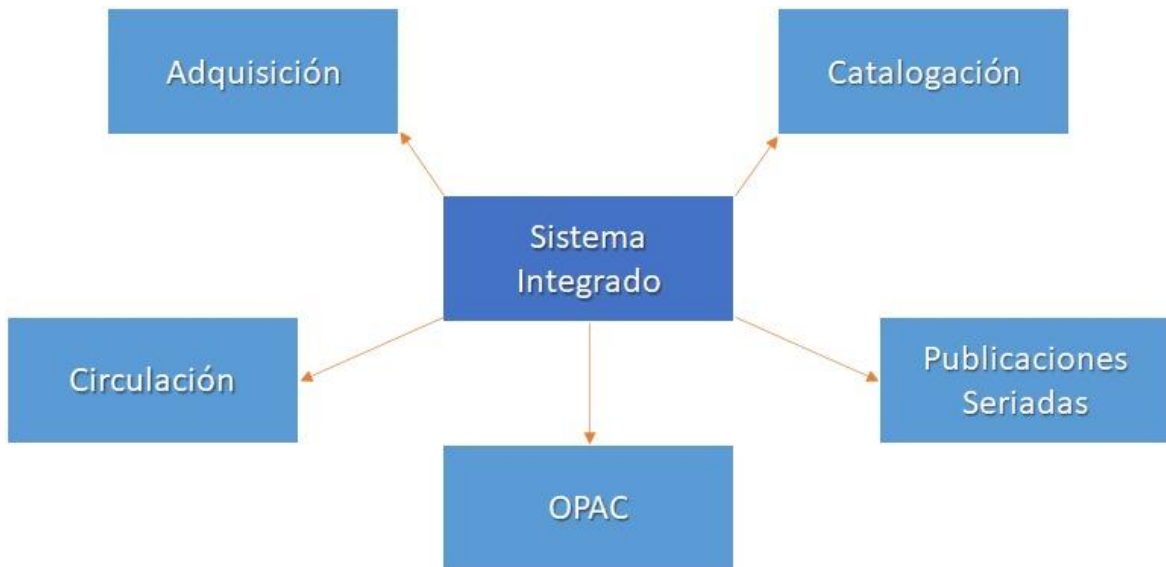 Adquisición
Catalogación
Sistema
Integrado
Circulación
Publicaciones
Seriadas
OPAC